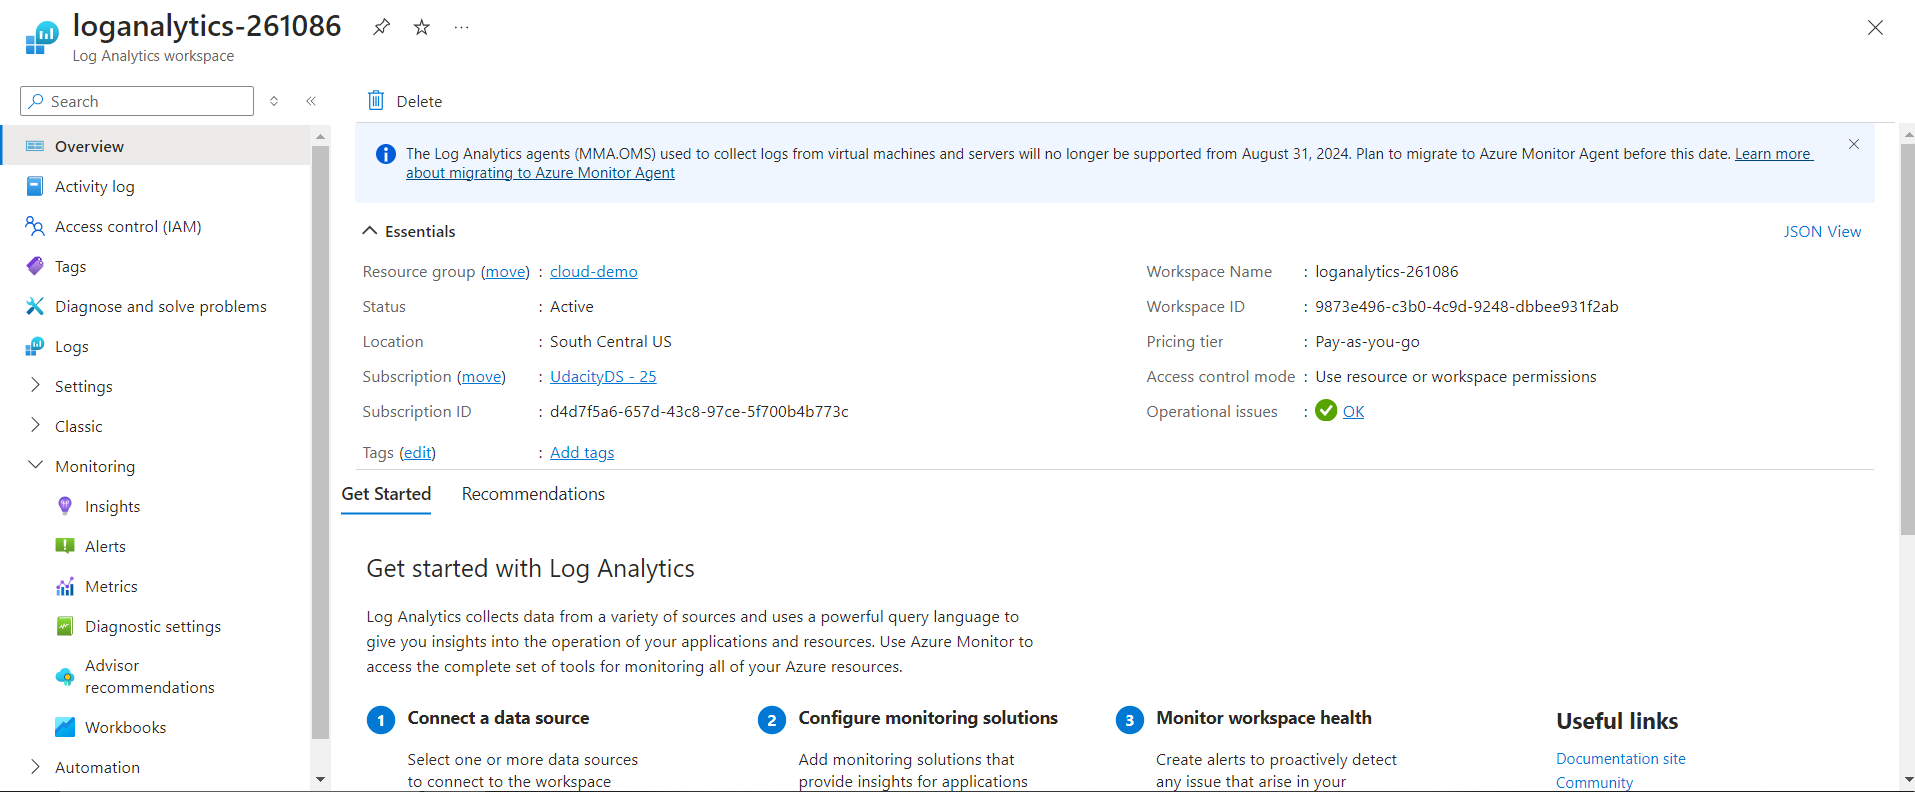 loganalytics-261086
Log Analytics workspace
Search
Delete
Overview
Activity log
Access control (IAM)
Tags
Diagnose and solve problems
Logs
Settings
Classic
Monitoring
Insights
Alerts
Metrics
Diagnostic settings
Advisor
recommendations
Workbooks
Automation
The Log Analytics agents (MMA.OMS) used to collect logs from virtual machines and servers will no longer be supported from August 31, 2024. Plan to migrate to Azure Monitor Agent before this date. Learn more
about migrating to Azure Monitor Agent
Essentials
JSON View
Resource group (move) : cloud-demo
Status : Active
Location : South Central US
Subscription (move) : UdacityDS - 25
Subscription ID : d4d7f5a6-657d-43c8-97ce-5f700b4b773c
Tags (edit) : Add tags
Workspace Name : loganalytics-261086
Workspace ID : 9873e496-c3b0-4c9d-9248-dbbee931f2ab
Pricing tier : Pay-as-you-go
Access control mode : Use resource or workspace permissions
Operational issues : OK
Get Started Recommendations
Get started with Log Analytics
Log Analytics collects data from a variety of sources and uses a powerful query language to
give you insights into the operation of your applications and resources. Use Azure Monitor to
access the complete set of tools for monitoring all of your Azure resources.
1 Connect a data source
Select one or more data sources
to connect to the workspace
2 Configure monitoring solutions
Add monitoring solutions that
provide insights for applications
3 Monitor workspace health
Create alerts to proactively detect
any issue that arise in your
Useful links
Documentation site
Community